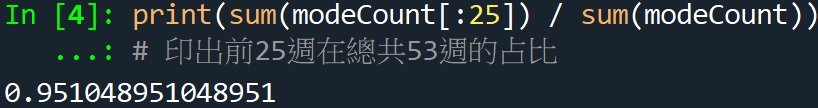 In [4]: print(sum(modeCount[:25]) / sum(modeCount))
...: # 印出前25週在總共53週的占比
0.951048951048951